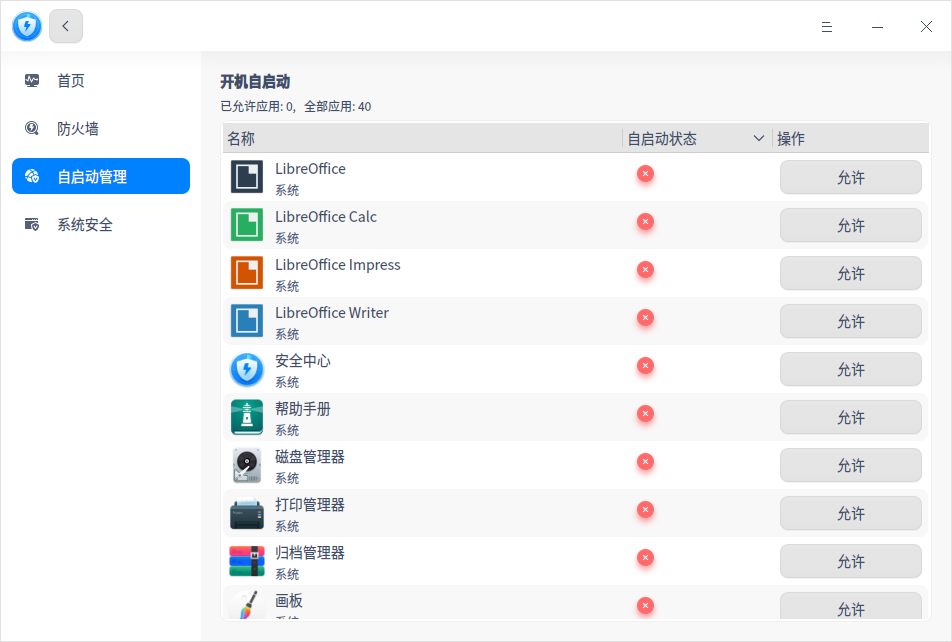 首页
防火墙
自启动管理
系统安全
开机自启动
已允许应用: 0, 全部应用: 40
名称 自启动状态 操作
LibreOffice
系统
允许
LibreOffice Calc
系统
允许
LibreOffice Impress
系统
允许
LibreOffice Writer
系统
允许
安全中心
系统
允许
帮助手册
系统
允许
磁盘管理器
系统
允许
打印管理器
系统
允许
归档管理器
系统
允许
画板
允许